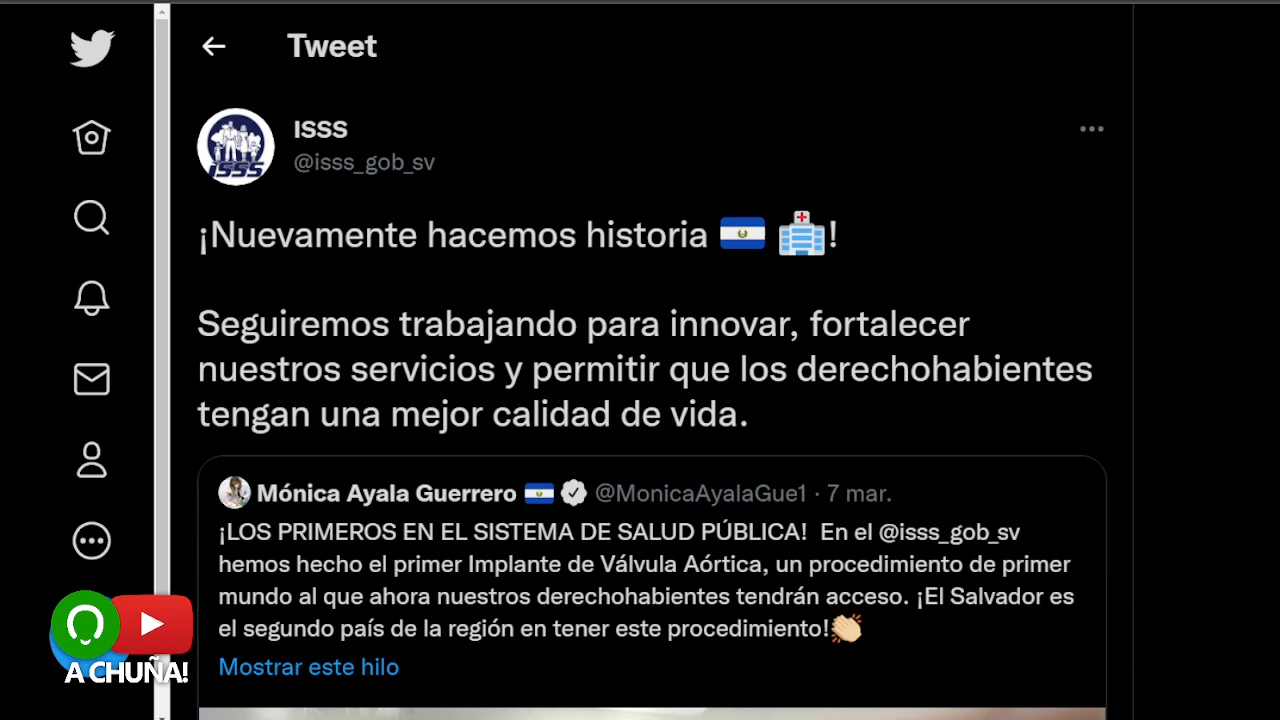 Tweet
ISSS
@isss_gob_sv
ISSS
¡Nuevamente hacemos historia 🇸🇻 🏥!
Seguiremos trabajando para innovar, fortalecer
nuestros servicios y permitir que los derechohabientes
tengan una mejor calidad de vida.
Mónica Ayala Guerrero 🇸🇻 @MonicaAyalaGue1 · 7 mar.
¡LOS PRIMEROS EN EL SISTEMA DE SALUD PÚBLICA! En el @isss_gob_sv
hemos hecho el primer Implante de Válvula Aórtica, un procedimiento de primer
mundo al que ahora nuestros derechohabientes tendrán acceso. ¡El Salvador es
el segundo país de la región en tener este procedimiento!👏🏻
Mostrar este hilo
A CHUÑA!